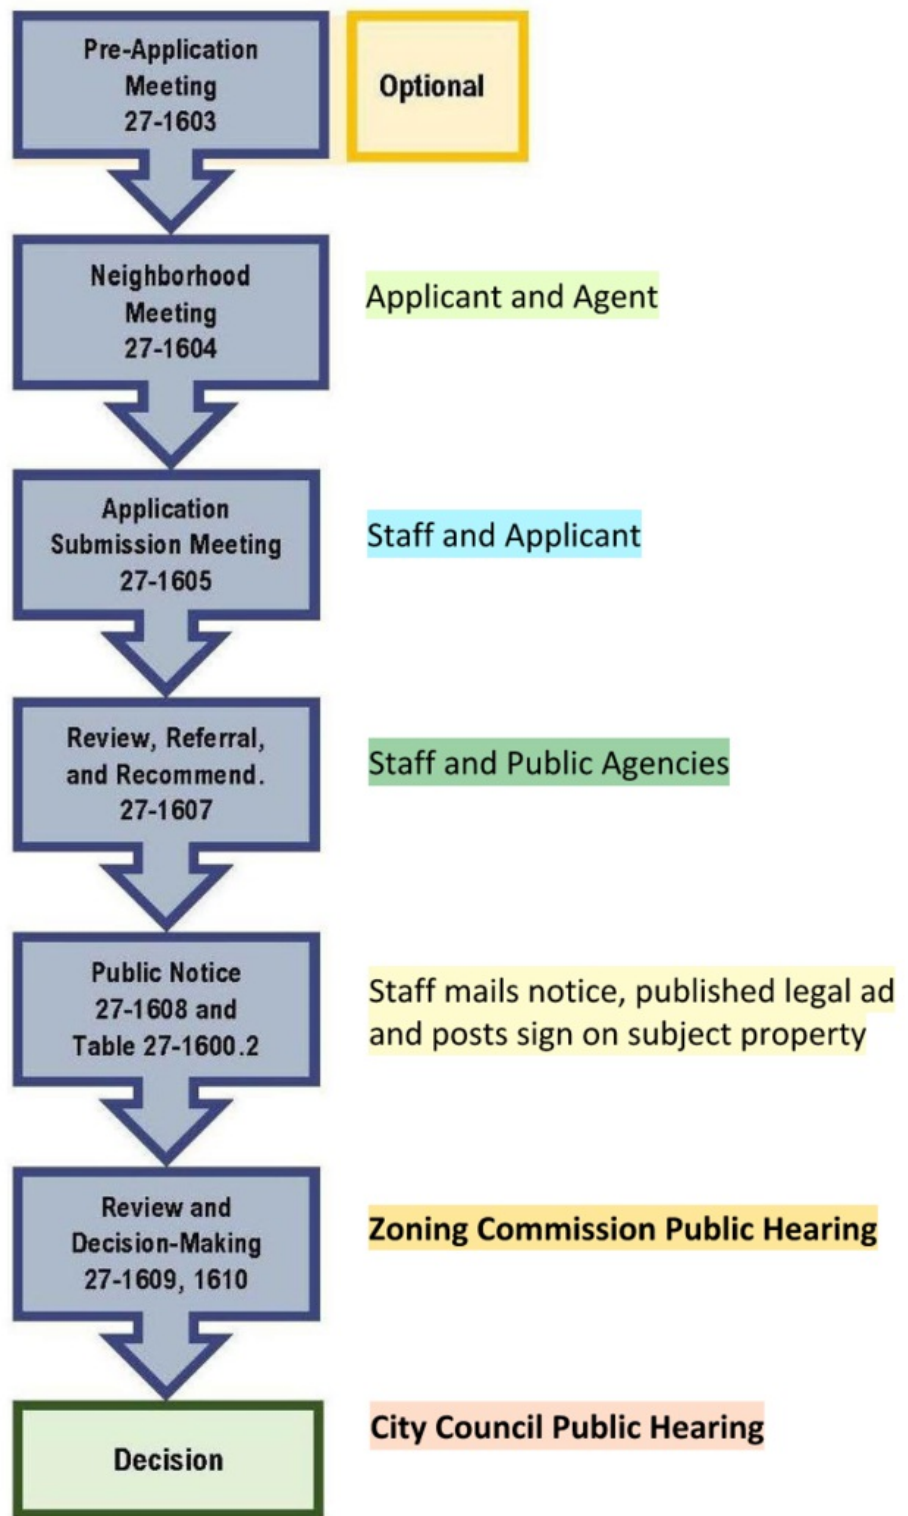 Pre-Application
Meeting
27-1603
Optional
Neighborhood
Meeting
27-1604
Applicant and Agent
Application
Submission Meeting
27-1605
Staff and Applicant
Review, Referral,
and Recommend.
27-1607
Staff and Public Agencies
Public Notice
27-1608 and
Table 27-1600.2
Staff mails notice, published legal ad
and posts sign on subject property
Review and
Decision-Making
27-1609, 1610
Zoning Commission Public Hearing
Decision
City Council Public Hearing